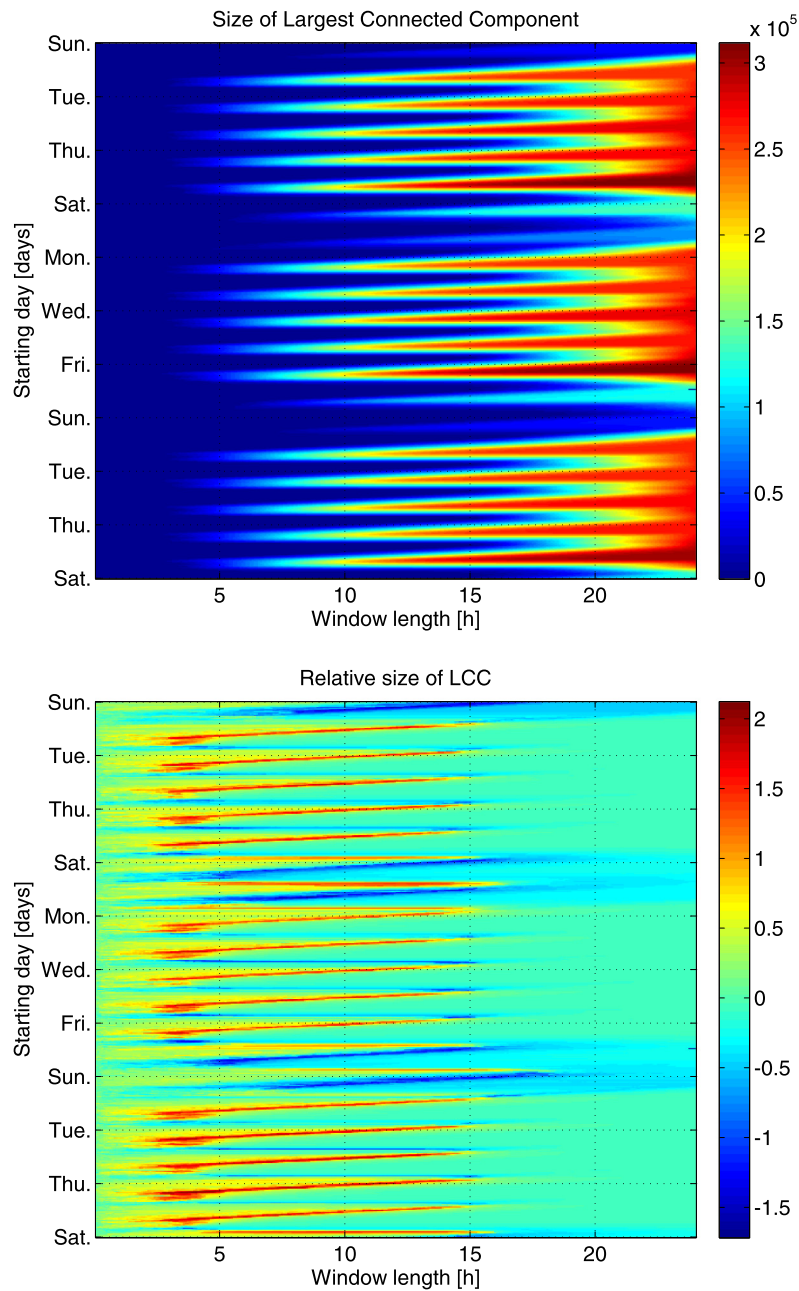 Size of Largest Connected Component
x 10⁵
Sun.
Tue.
Thu.
Sat.
Mon.
Wed.
Fri.
Sun.
Tue.
Thu.
Sat.
Starting day [days]
5
10
15
20
Window length [h]
3
2.5
2
1.5
1
0.5
0
Relative size of LCC
Sun.
Tue.
Thu.
Sat.
Mon.
Wed.
Fri.
Sun.
Tue.
Thu.
Sat.
Starting day [days]
5
10
15
20
Window length [h]
2
1.5
1
0.5
0
-0.5
-1
-1.5